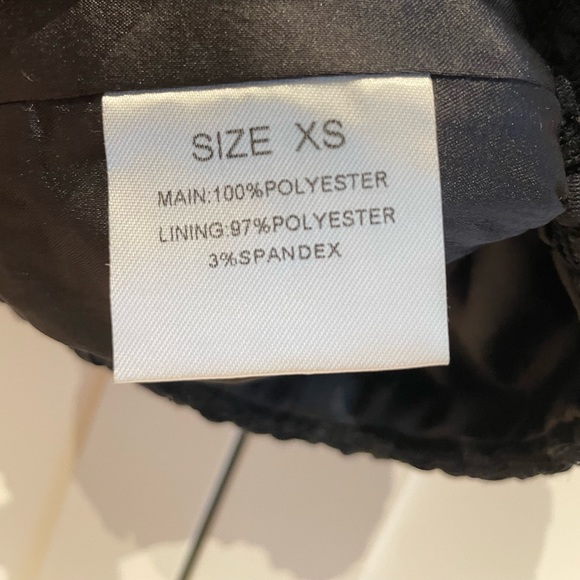 SIZE XS
MAIN:100%POLYESTER
LINING:97%POLYESTER
3%SPANDEX